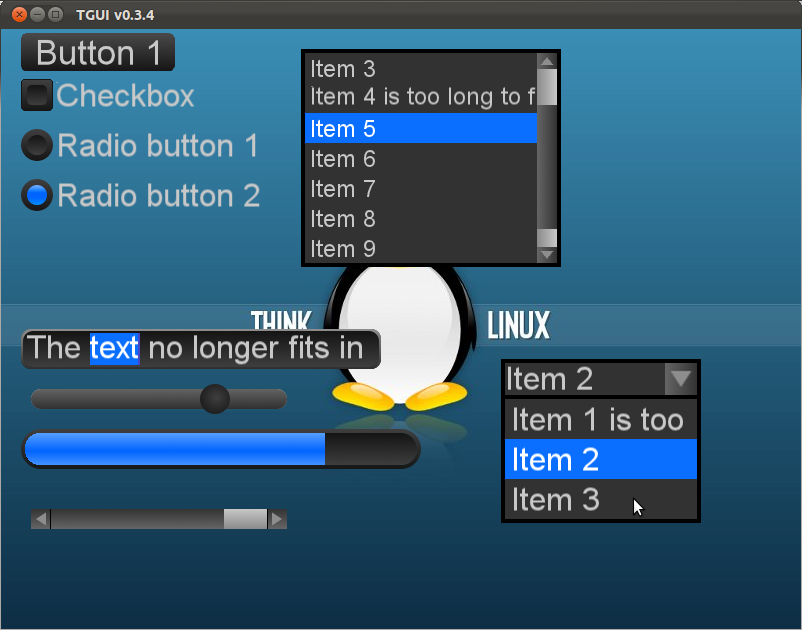 TGUI v0.3.4
Button 1
Checkbox
Radio button 1
Radio button 2
Item 3
Item 4 is too long to f
Item 5
Item 6
Item 7
Item 8
Item 9
THINK LINUX
The text no longer fits in
Item 2
Item 1 is too
Item 2
Item 3